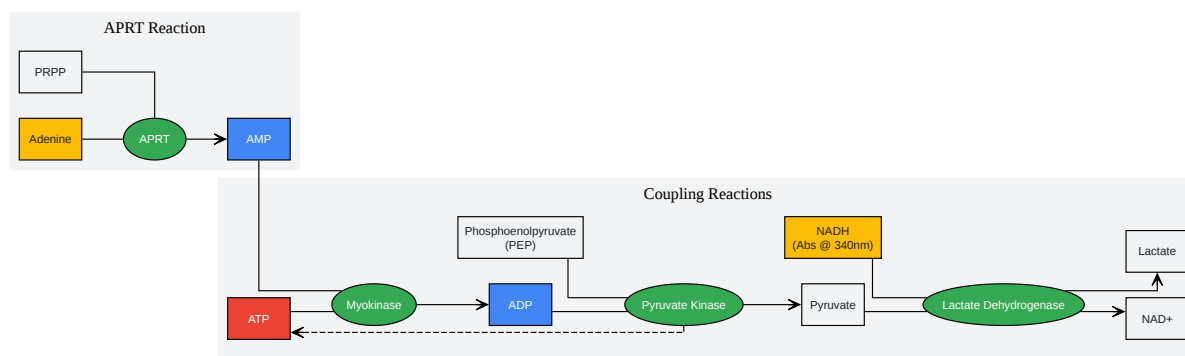 APRT Reaction
PRPP
Adenine
APRT
AMP
Coupling Reactions
Phosphoenolpyruvate
(PEP)
NADH
(Abs @ 340nm)
Lactate
ATP
Myokinase
ADP
Pyruvate Kinase
Pyruvate
Lactate Dehydrogenase
NAD+